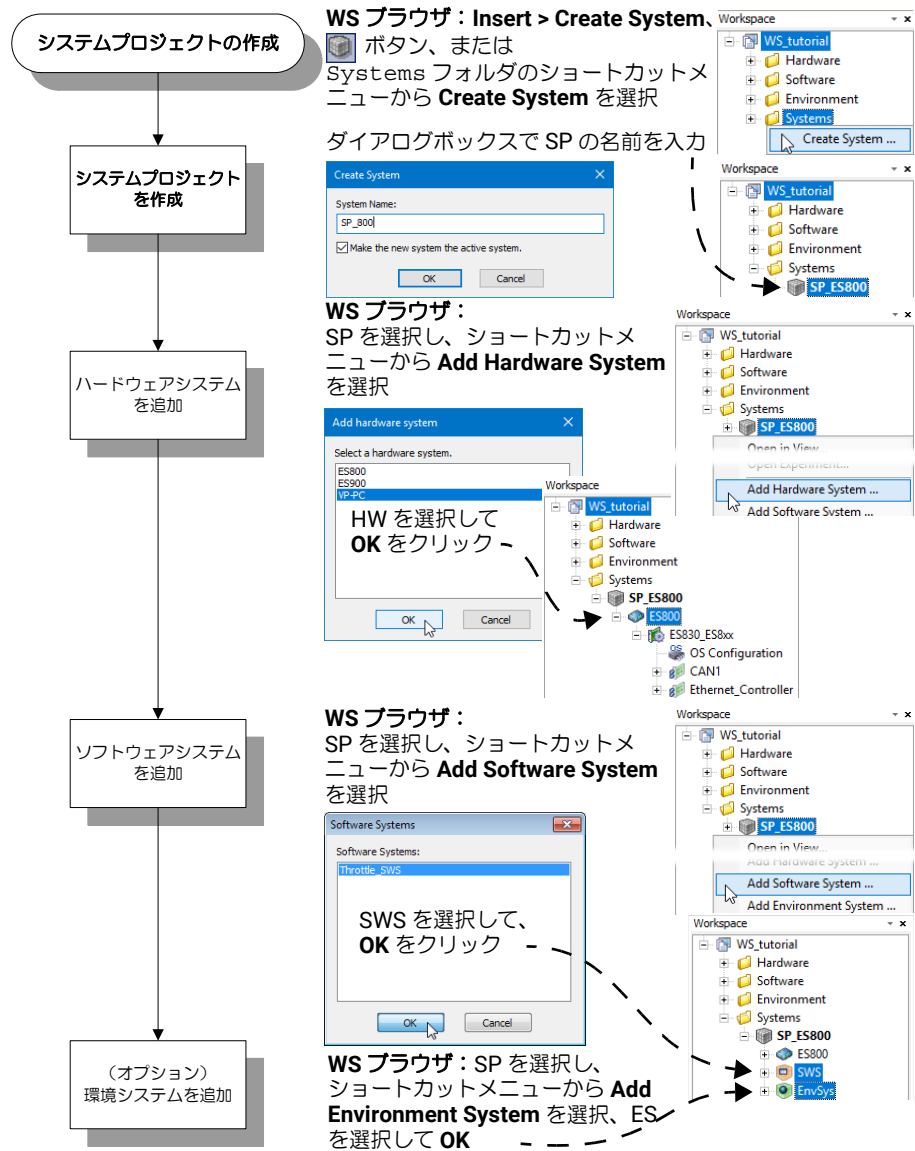 システムプロジェクトの作成
WS ブラウザ：Insert > Create System、
ボタン、または
Systems フォルダのショートカットメ
ニューから Create System を選択
Workspace
WS_tutorial
Hardware
Software
Environment
Systems
Create System ...
システムプロジェクト
を作成
ダイアログボックスで SP の名前を入力
Create System
System Name:
SP_800
Make the new system the active system.
OK
Cancel
Workspace
WS_tutorial
Hardware
Software
Environment
Systems
SP_ES800
ハードウェアシステム
を追加
WS ブラウザ：
SP を選択し、ショートカットメ
ニューから Add Hardware System
を選択
Workspace
WS_tutorial
Hardware
Software
Environment
Systems
SP_ES800
Open in View...
Open Experiment...
Add Hardware System ...
Add Software System ...
Add hardware system
Select a hardware system.
ES800
ES900
VP-PC
HW を選択して
OK をクリック
OK
Cancel
Workspace
WS_tutorial
Hardware
Software
Environment
Systems
SP_ES800
ES800
ES830_ES8xx
OS Configuration
CAN1
Ethernet_Controller
ソフトウェアシステム
を追加
WS ブラウザ：
SP を選択し、ショートカットメ
ニューから Add Software System
を選択
Workspace
WS_tutorial
Hardware
Software
Environment
Systems
SP_ES800
Open in View...
Add Hardware System ...
Add Software System ...
Add Environment System ...
Software Systems
Software Systems:
Throttle_SWS
SWS を選択して、
OK をクリック
OK
Cancel
Workspace
WS_tutorial
Hardware
Software
Environment
Systems
SP_ES800
ES800
SWS
EnvSys
（オプション）
環境システムを追加
WS ブラウザ：SP を選択し、
ショートカットメニューから Add
Environment System を選択、ES
を選択して OK